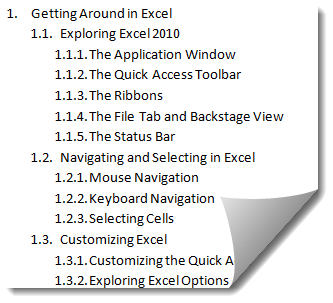 1. Getting Around in Excel
1.1. Exploring Excel 2010
1.1.1. The Application Window
1.1.2. The Quick Access Toolbar
1.1.3. The Ribbons
1.1.4. The File Tab and Backstage View
1.1.5. The Status Bar
1.2. Navigating and Selecting in Excel
1.2.1. Mouse Navigation
1.2.2. Keyboard Navigation
1.2.3. Selecting Cells
1.3. Customizing Excel
1.3.1. Customizing the Quick A
1.3.2. Exploring Excel Options